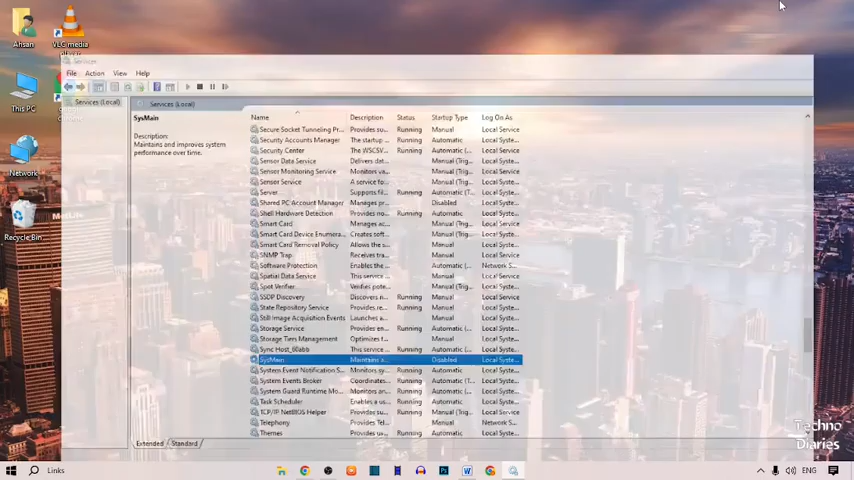 Ahsan
VLC media
This PC
Network
Recycle Bin
Services
File Action View Help
Services (Local)
Services (Local)
SysMain
Description:
Maintains and improves system
performance over time.
Name Description Status Startup Type Log On As
Secure Socket Tunneling Pr... Provides su... Running Manual Local Service
Security Accounts Manager The startup ... Running Automatic Local Syste...
Security Center The WSCSV... Running Automatic (... Local Service
Sensor Data Service Delivers dat... Manual (Trig... Local Syste...
Sensor Monitoring Service Monitors va... Manual (Trig... Local Service
Sensor Service A service fo... Manual (Trig... Local Syste...
Server Supports fil... Running Automatic (T... Local Syste...
Shared PC Account Manager Manages pr... Disabled Local Syste...
Shell Hardware Detection Provides no... Running Automatic Local Syste...
Smart Card Manages ac... Manual (Trig... Local Service
Smart Card Device Enumera... Creates soft... Manual (Trig... Local Syste...
Smart Card Removal Policy Allows the s... Manual Local Syste...
SNMP Trap Receives tra... Manual Local Service
Software Protection Enables the ... Automatic (... Network S...
Spatial Data Service Manual (Trig... Local Service
Spot Verifier Verifies pote... Manual (Trig... Local Syste...
SSDP Discovery Discovers n... Running Manual Local Service
State Repository Service Provides re... Running Manual Local Syste...
Still Image Acquisition Events Launches a... Manual Local Syste...
Storage Service Provides en... Running Automatic (... Local Syste...
Storage Tiers Management Optimizes t... Manual Local Syste...
Sync Host_60abb This service ... Running Automatic (... Local Syste...
SysMain Maintains a... Disabled Local Syste...
System Event Notification S... Monitors sy... Running Automatic Local Syste...
System Events Broker Coordinates... Running Automatic (T... Local Syste...
System Guard Runtime Mo... Monitors an... Running Automatic (... Local Syste...
Task Scheduler Enables a us... Running Automatic Local Syste...
TCP/IP NetBIOS Helper Provides su... Running Manual (Trig... Local Service
Telephony Provides Tel... Manual Network S...
Themes Provides us... Running Automatic Local Syste...
Extended Standard
Techno
Diaries
Links
ENG